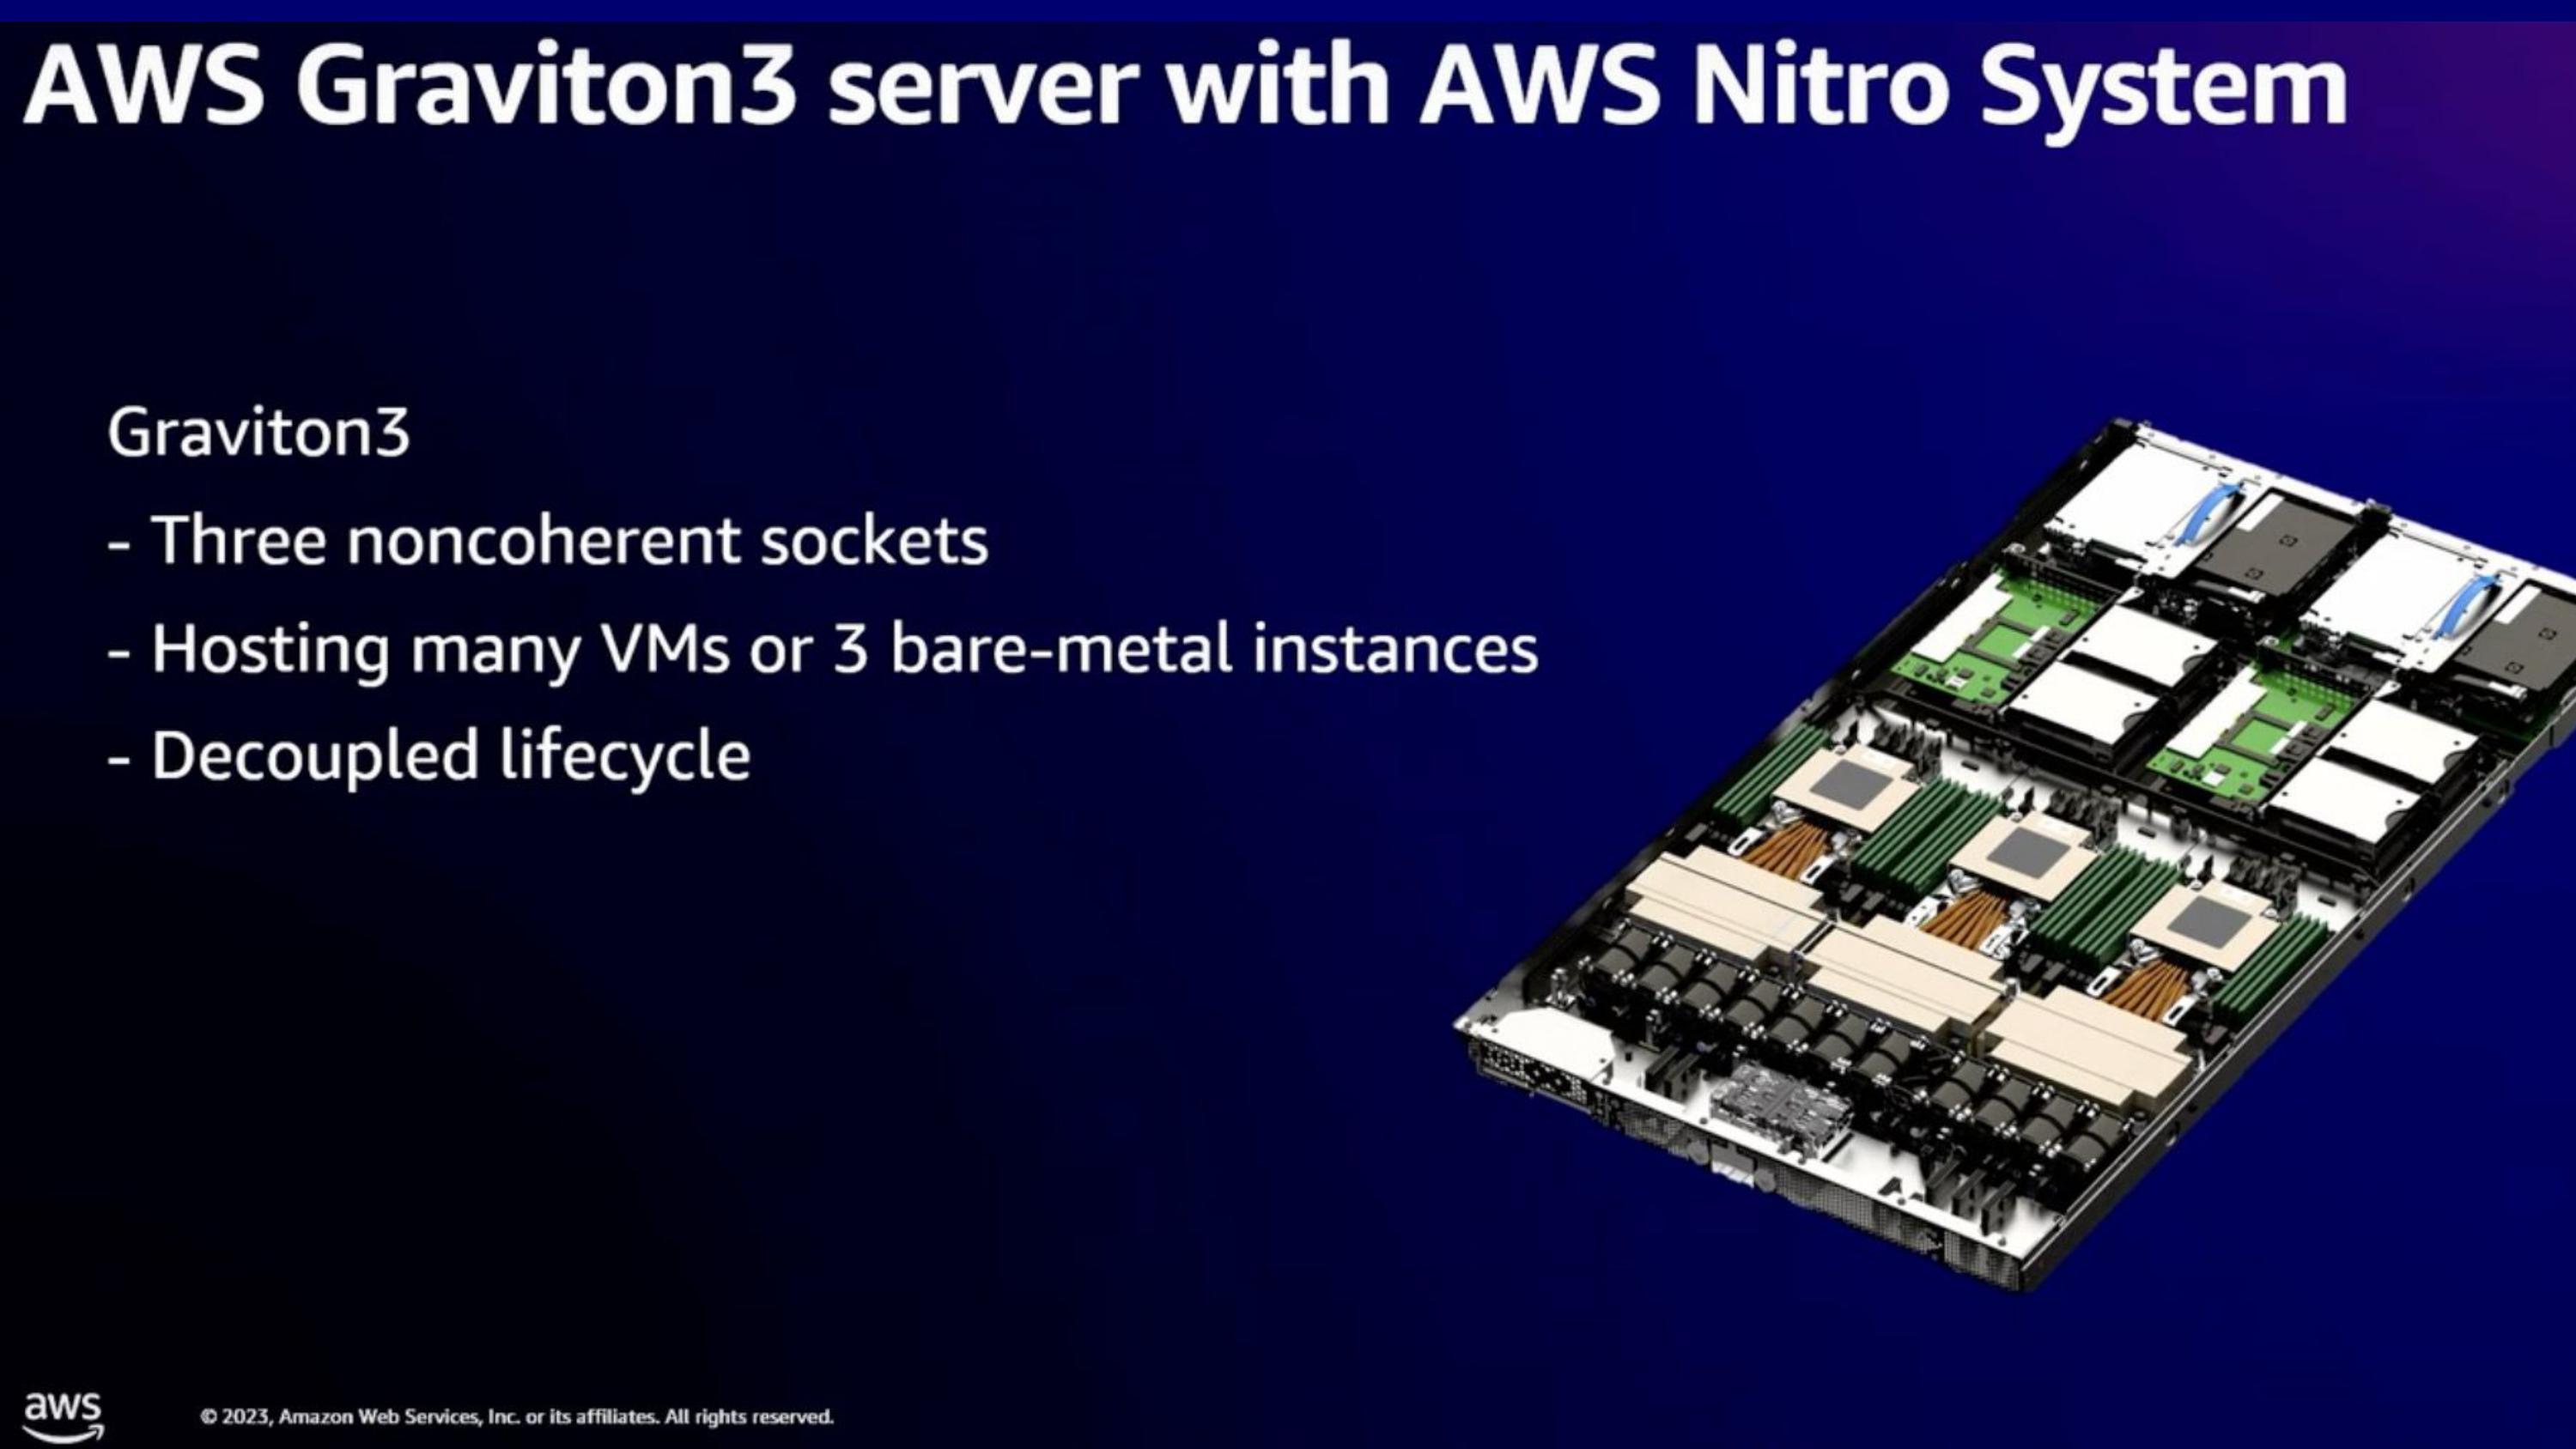 AWS Graviton3 server with AWS Nitro System
Graviton3
- Three noncoherent sockets
- Hosting many VMs or 3 bare-metal instances
- Decoupled lifecycle
aws
© 2023, Amazon Web Services, Inc. or its affiliates. All rights reserved.